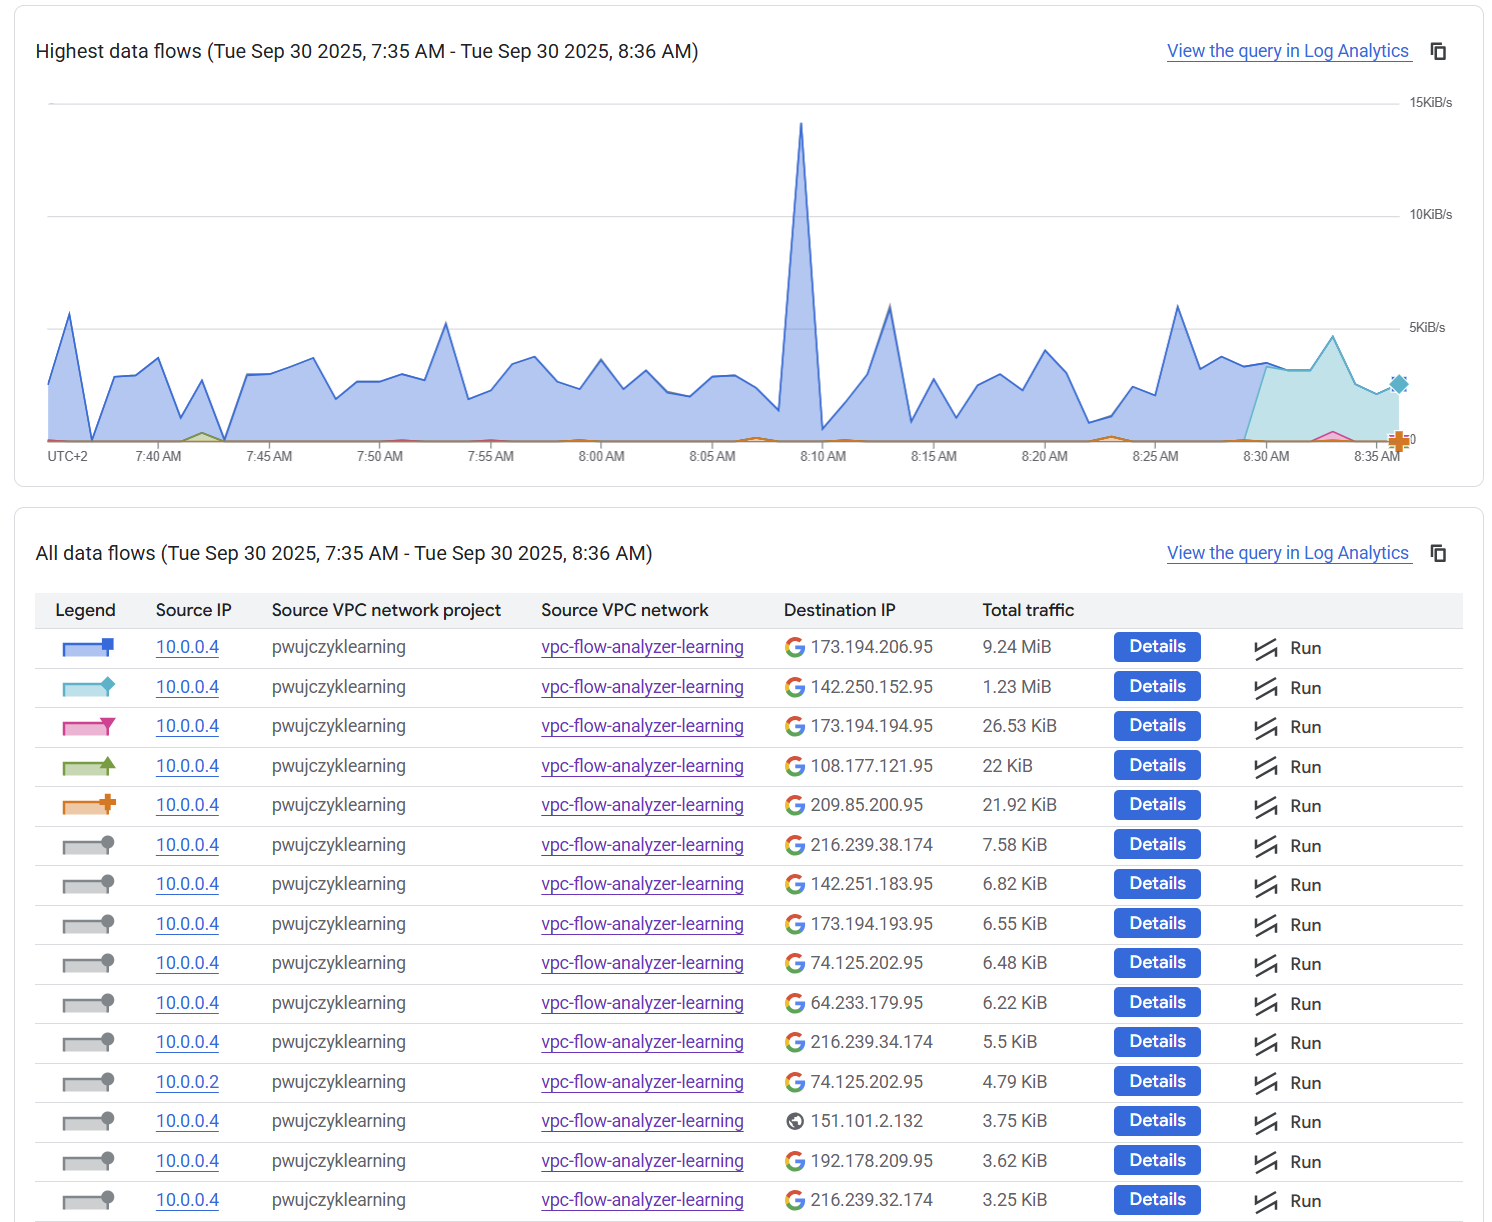 Highest data flows (Tue Sep 30 2025, 7:35 AM - Tue Sep 30 2025, 8:36 AM) View the query in Log Analytics
15KiB/s
10KiB/s
5KiB/s
0
UTC+2 7:40 AM 7:45 AM 7:50 AM 7:55 AM 8:00 AM 8:05 AM 8:10 AM 8:15 AM 8:20 AM 8:25 AM 8:30 AM 8:35 AM
All data flows (Tue Sep 30 2025, 7:35 AM - Tue Sep 30 2025, 8:36 AM) View the query in Log Analytics
Legend Source IP Source VPC network project Source VPC network Destination IP Total traffic
10.0.0.4 pwujczyklearning vpc-flow-analyzer-learning 173.194.206.95 9.24 MiB Details Run
10.0.0.4 pwujczyklearning vpc-flow-analyzer-learning 142.250.152.95 1.23 MiB Details Run
10.0.0.4 pwujczyklearning vpc-flow-analyzer-learning 173.194.194.95 26.53 KiB Details Run
10.0.0.4 pwujczyklearning vpc-flow-analyzer-learning 108.177.121.95 22 KiB Details Run
10.0.0.4 pwujczyklearning vpc-flow-analyzer-learning 209.85.200.95 21.92 KiB Details Run
10.0.0.4 pwujczyklearning vpc-flow-analyzer-learning 216.239.38.174 7.58 KiB Details Run
10.0.0.4 pwujczyklearning vpc-flow-analyzer-learning 142.251.183.95 6.82 KiB Details Run
10.0.0.4 pwujczyklearning vpc-flow-analyzer-learning 173.194.193.95 6.55 KiB Details Run
10.0.0.4 pwujczyklearning vpc-flow-analyzer-learning 74.125.202.95 6.48 KiB Details Run
10.0.0.4 pwujczyklearning vpc-flow-analyzer-learning 64.233.179.95 6.22 KiB Details Run
10.0.0.4 pwujczyklearning vpc-flow-analyzer-learning 216.239.34.174 5.5 KiB Details Run
10.0.0.2 pwujczyklearning vpc-flow-analyzer-learning 74.125.202.95 4.79 KiB Details Run
10.0.0.4 pwujczyklearning vpc-flow-analyzer-learning 151.101.2.132 3.75 KiB Details Run
10.0.0.4 pwujczyklearning vpc-flow-analyzer-learning 192.178.209.95 3.62 KiB Details Run
10.0.0.4 pwujczyklearning vpc-flow-analyzer-learning 216.239.32.174 3.25 KiB Details Run